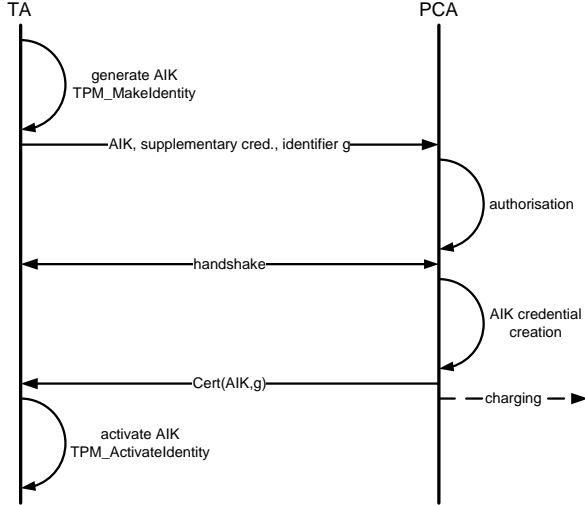 TA
PCA
generate AIK
TPM_MakeIdentity
AIK, supplementary cred., identifier g
authorisation
handshake
AIK credential
creation
Cert(AIK,g)
charging
activate AIK
TPM_ActivateIdentity